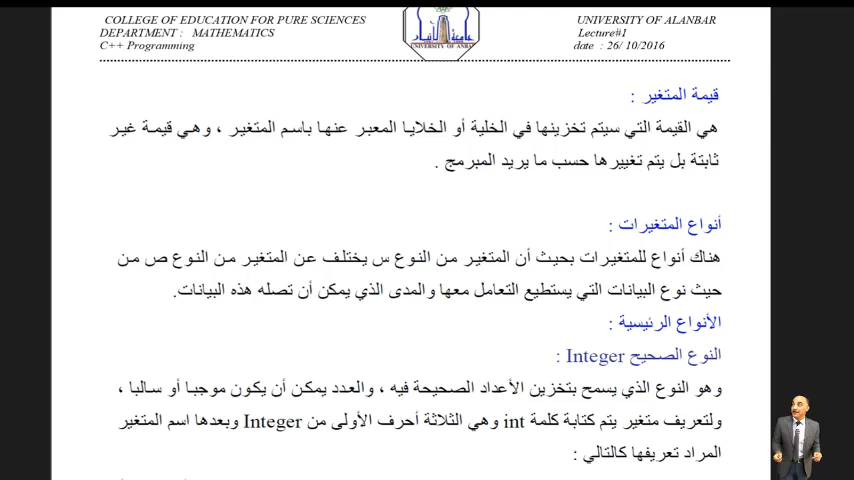 COLLEGE OF EDUCATION FOR PURE SCIENCES
DEPARTMENT : MATHEMATICS
C++ Programming
UNIVERSITY OF ANBAR
UNIVERSITY OF ALANBAR
Lecture#1
date : 26/ 10/2016
قيمة المتغير :
هي القيمة التي سيتم تخزينها في الخلية أو الخلايا المعبر عنها باسم المتغير ، وهي قيمة غير
ثابتة بل يتم تغييرها حسب ما يريد المبرمج .
أنواع المتغيرات :
هناك أنواع للمتغيرات بحيث أن المتغير من النوع س يختلف عن المتغير من النوع ص من
حيث نوع البيانات التي يستطيع التعامل معها والمدى الذي يمكن أن تصله هذه البيانات.
الأنواع الرئيسية :
النوع الصحيح Integer :
وهو النوع الذي يسمح بتخزين الأعداد الصحيحة فيه ، والعدد يمكن أن يكون موجبا أو سالبا ،
ولتعريف متغير يتم كتابة كلمة int وهي الثلاثة أحرف الأولى من Integer وبعدها اسم المتغير
المراد تعريفها كالتالي :